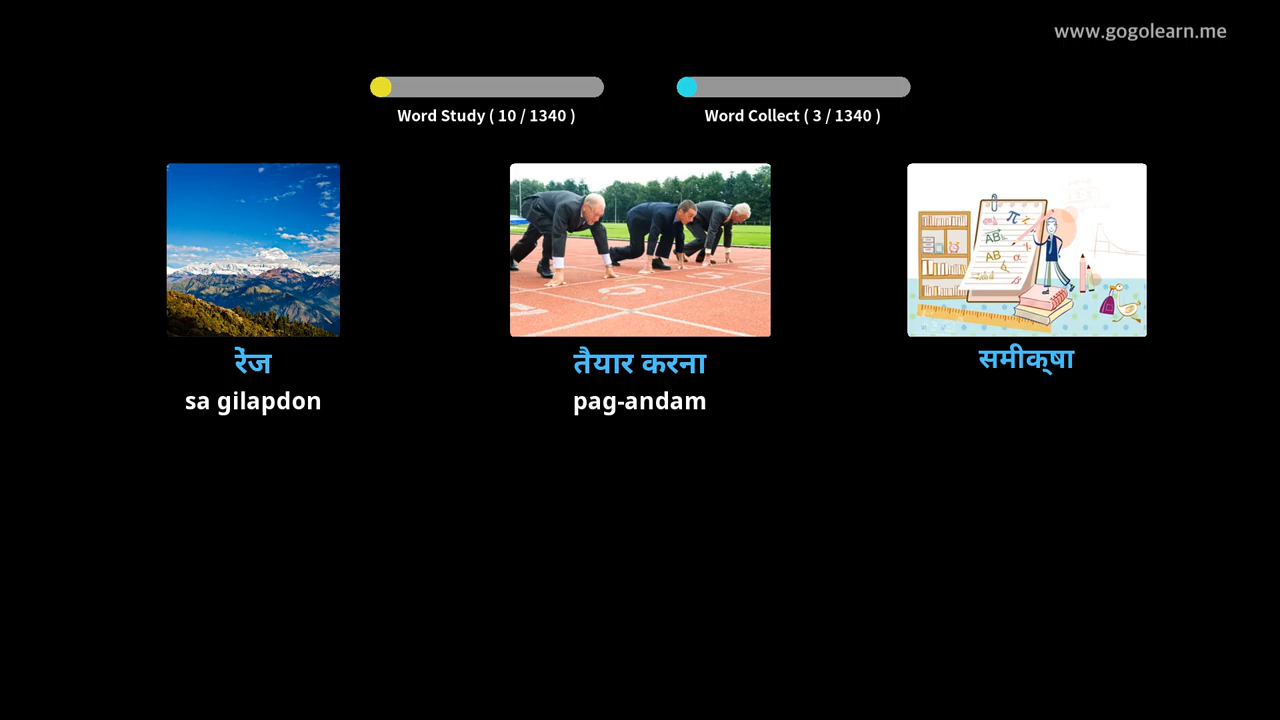 www.gogolearn.me
Word Study ( 10 / 1340 )
Word Collect ( 3 / 1340 )
रेंज
sa gilapdon
तैयार करना
pag-andam
समीक्षा